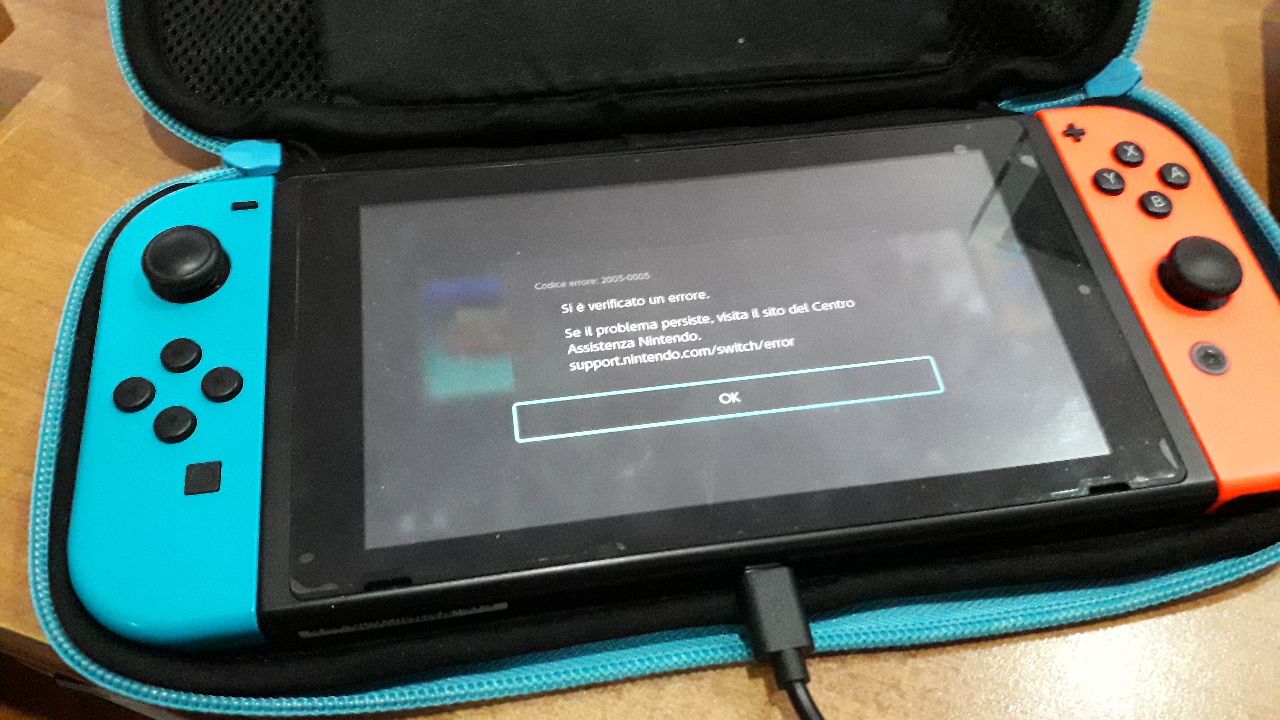 Codice errore: 2005-0005
Si è verificato un errore.
Se il problema persiste, visita il sito del Centro
Assistenza Nintendo.
support.nintendo.com/switch/error
OK
X
Y
A
B